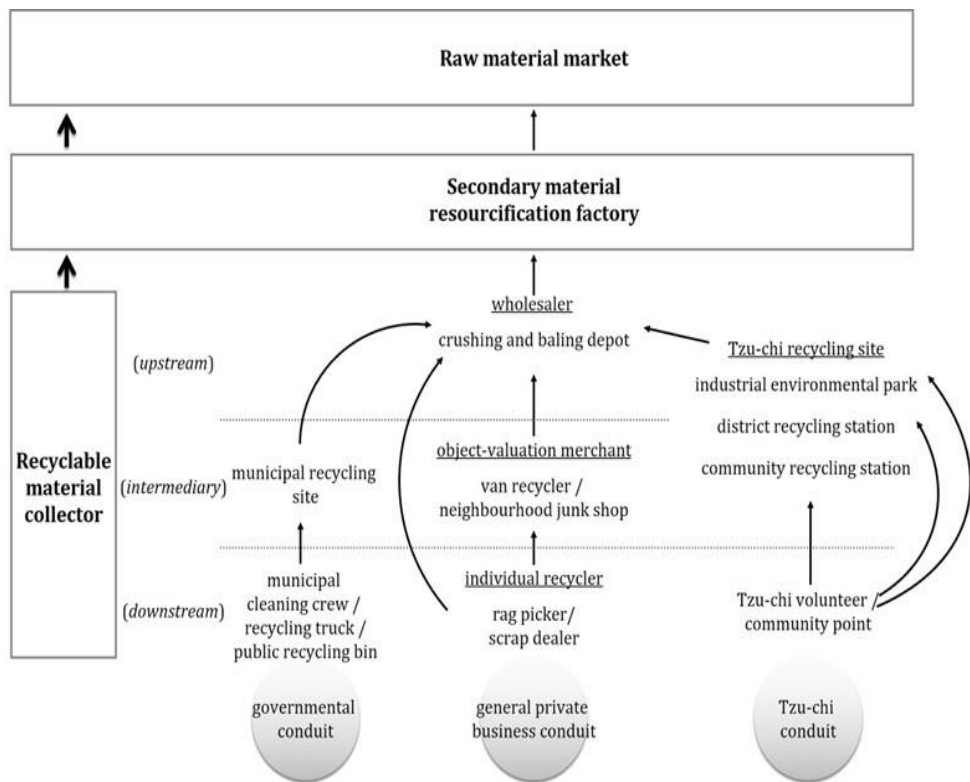 Raw material market
Secondary material
resourcification factory
Recyclable
material
collector
(upstream)
(intermediary)
(downstream)
wholesaler
crushing and baling depot
Tzu-chi recycling site
industrial environmental park
district recycling station
community recycling station
municipal recycling
site
object-valuation merchant
van recycler /
neighbourhood junk shop
municipal
cleaning crew /
recycling truck /
public recycling bin
individual recycler
rag picker/
scrap dealer
Tzu-chi volunteer /
community point
governmental
conduit
general private
business conduit
Tzu-chi
conduit